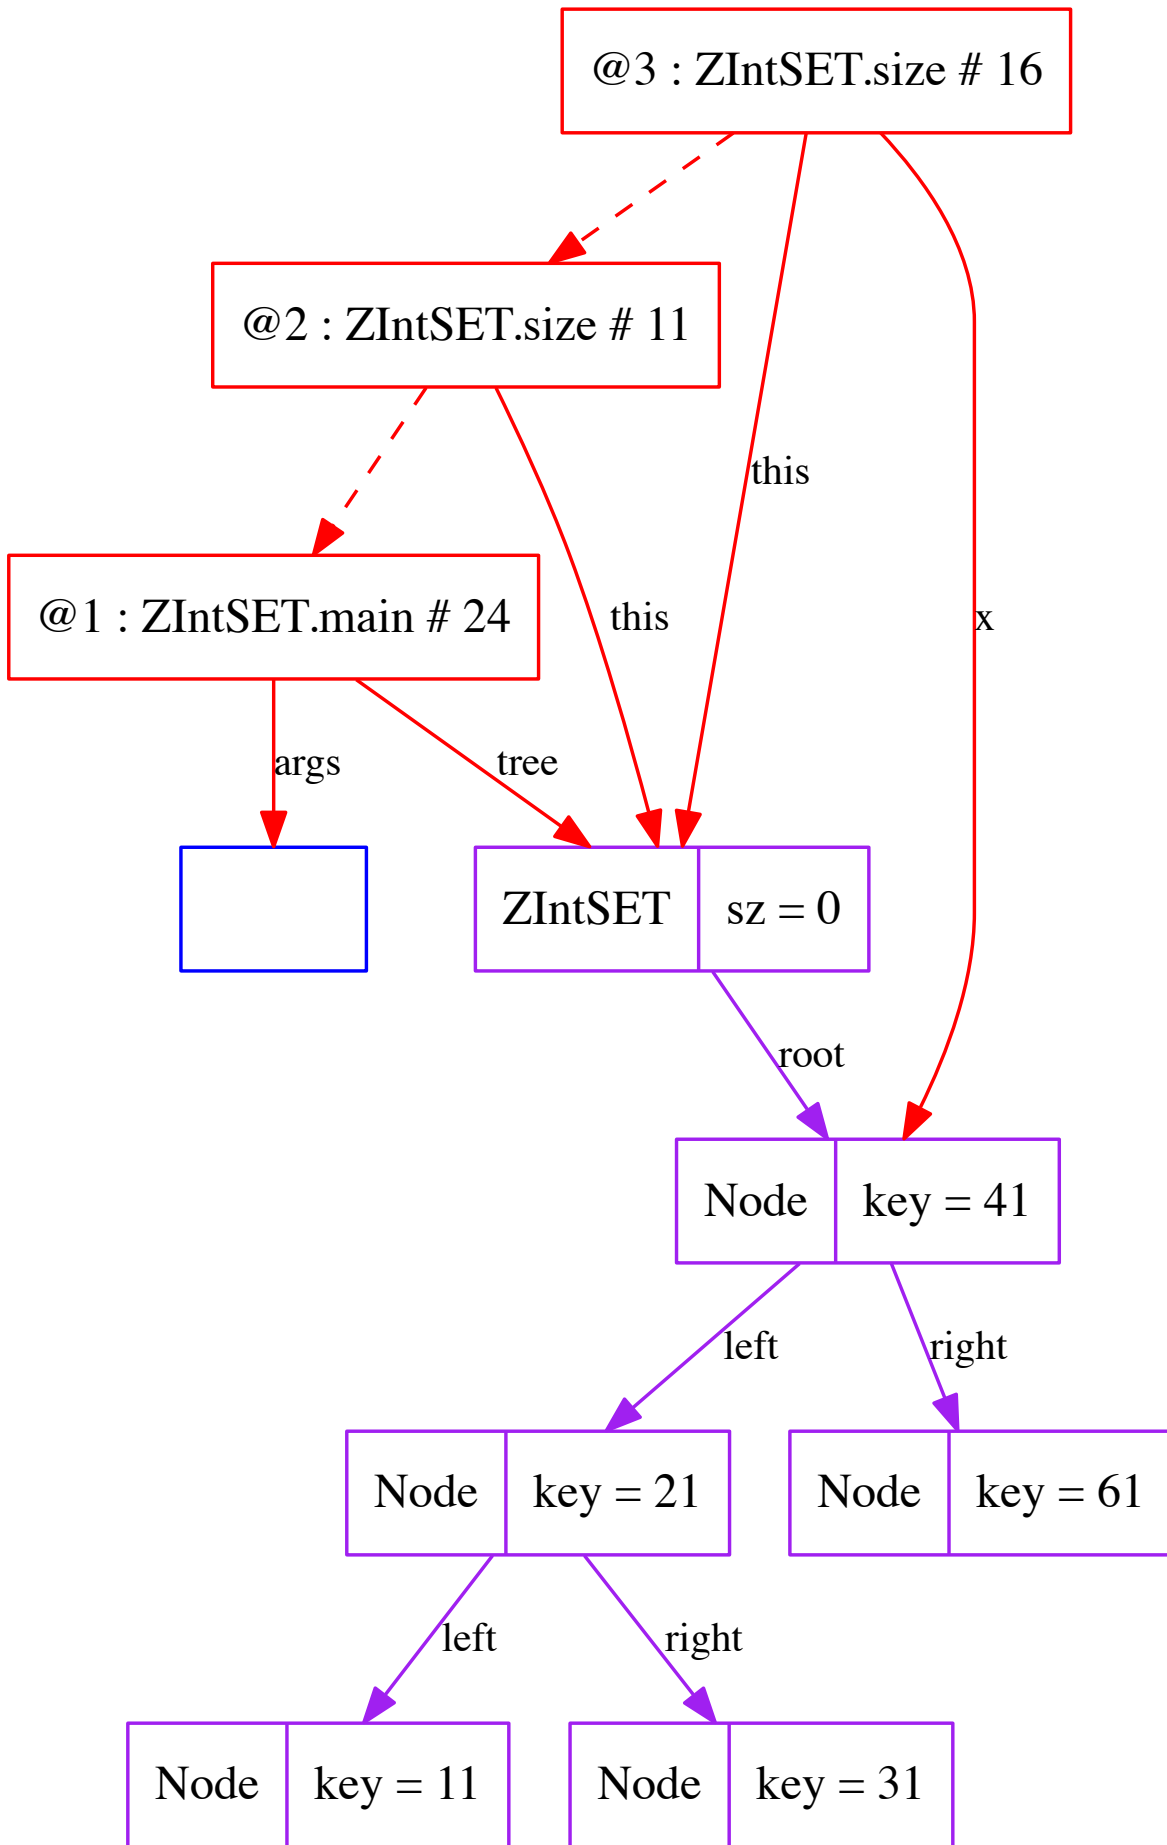 @3 : ZIntSET.size # 16
@2 : ZIntSET.size # 11
this
@1 : ZIntSET.main # 24
this
x
args
tree
ZIntSET
sz = 0
root
Node
key = 41
left
right
Node
key = 21
Node
key = 61
left
right
Node
key = 11
Node
key = 31